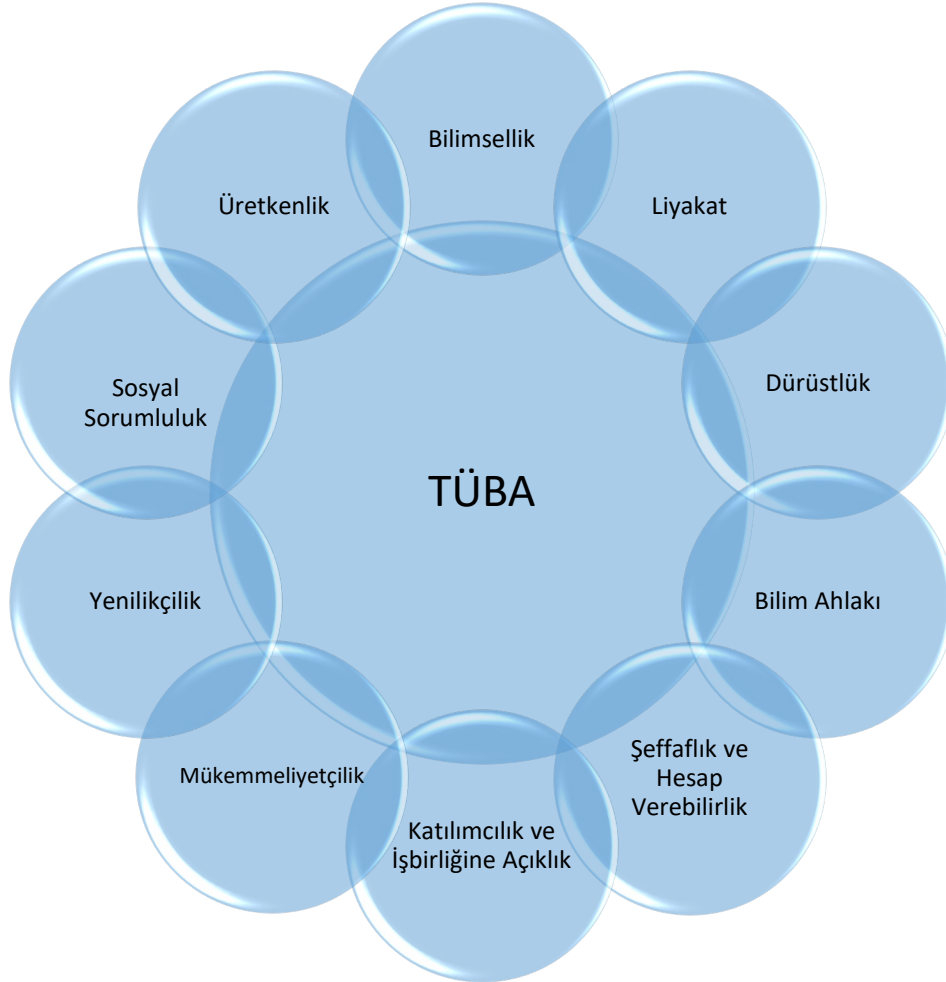 Bilimsellik
Liyakat
Dürüstlük
Bilim Ahlakı
Şeffaflık ve
Hesap
Verebilirlik
Katılımcılık ve
İşbirliğine Açıklık
Mükemmeliyetçilik
Yenilikçilik
Sosyal
Sorumluluk
Üretkenlik
TÜBA